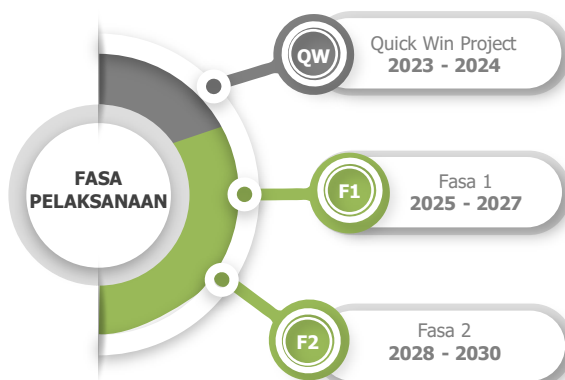 QW
Quick Win Project
2023 - 2024
FASA
PELAKSANAAN
F1
Fasa 1
2025 - 2027
F2
Fasa 2
2028 - 2030